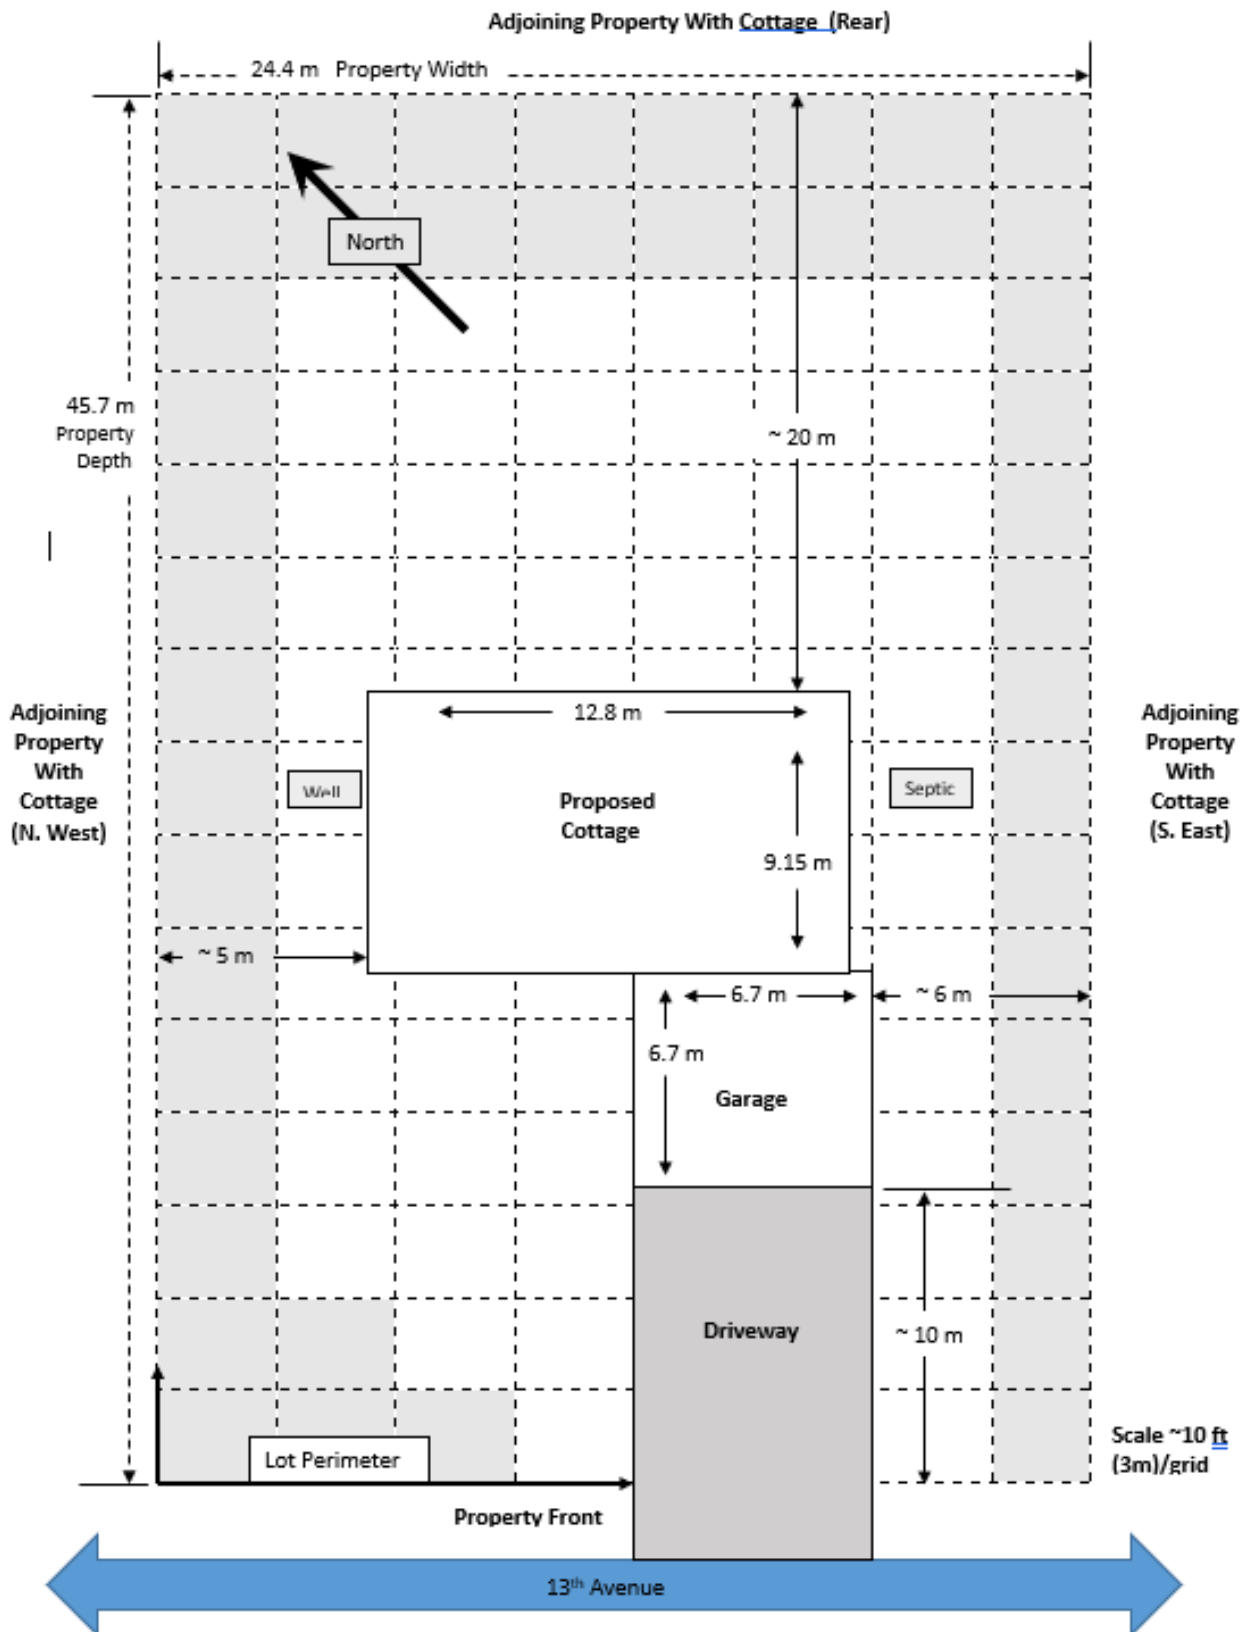 Adjoining Property With Cottage (Rear)
24.4 m Property Width
North
45.7 m
Property
Depth
~ 20 m
Adjoining
Property
With
Cottage
(N. West)
12.8 m
Well
Proposed
Cottage
9.15 m
Septic
Adjoining
Property
With
Cottage
(S. East)
~ 5 m
6.7 m
~ 6 m
6.7 m
Garage
Driveway
~ 10 m
Lot Perimeter
Scale ~10 ft
(3m)/grid
Property Front
13th Avenue